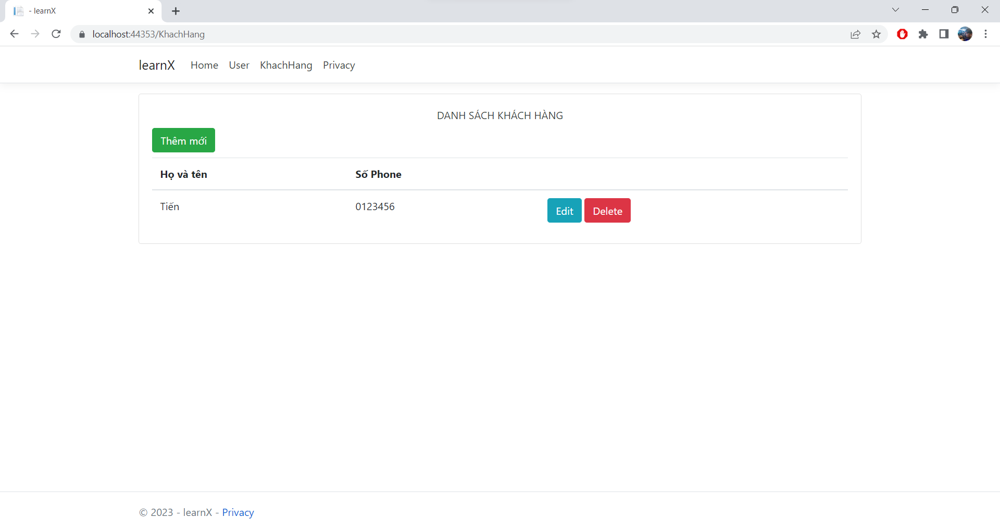 - learnX
localhost:44353/KhachHang
learnX Home User KhachHang Privacy
DANH SÁCH KHÁCH HÀNG
Thêm mới
Họ và tên Số Phone
Tiến 0123456 Edit Delete
© 2023 - learnX - Privacy